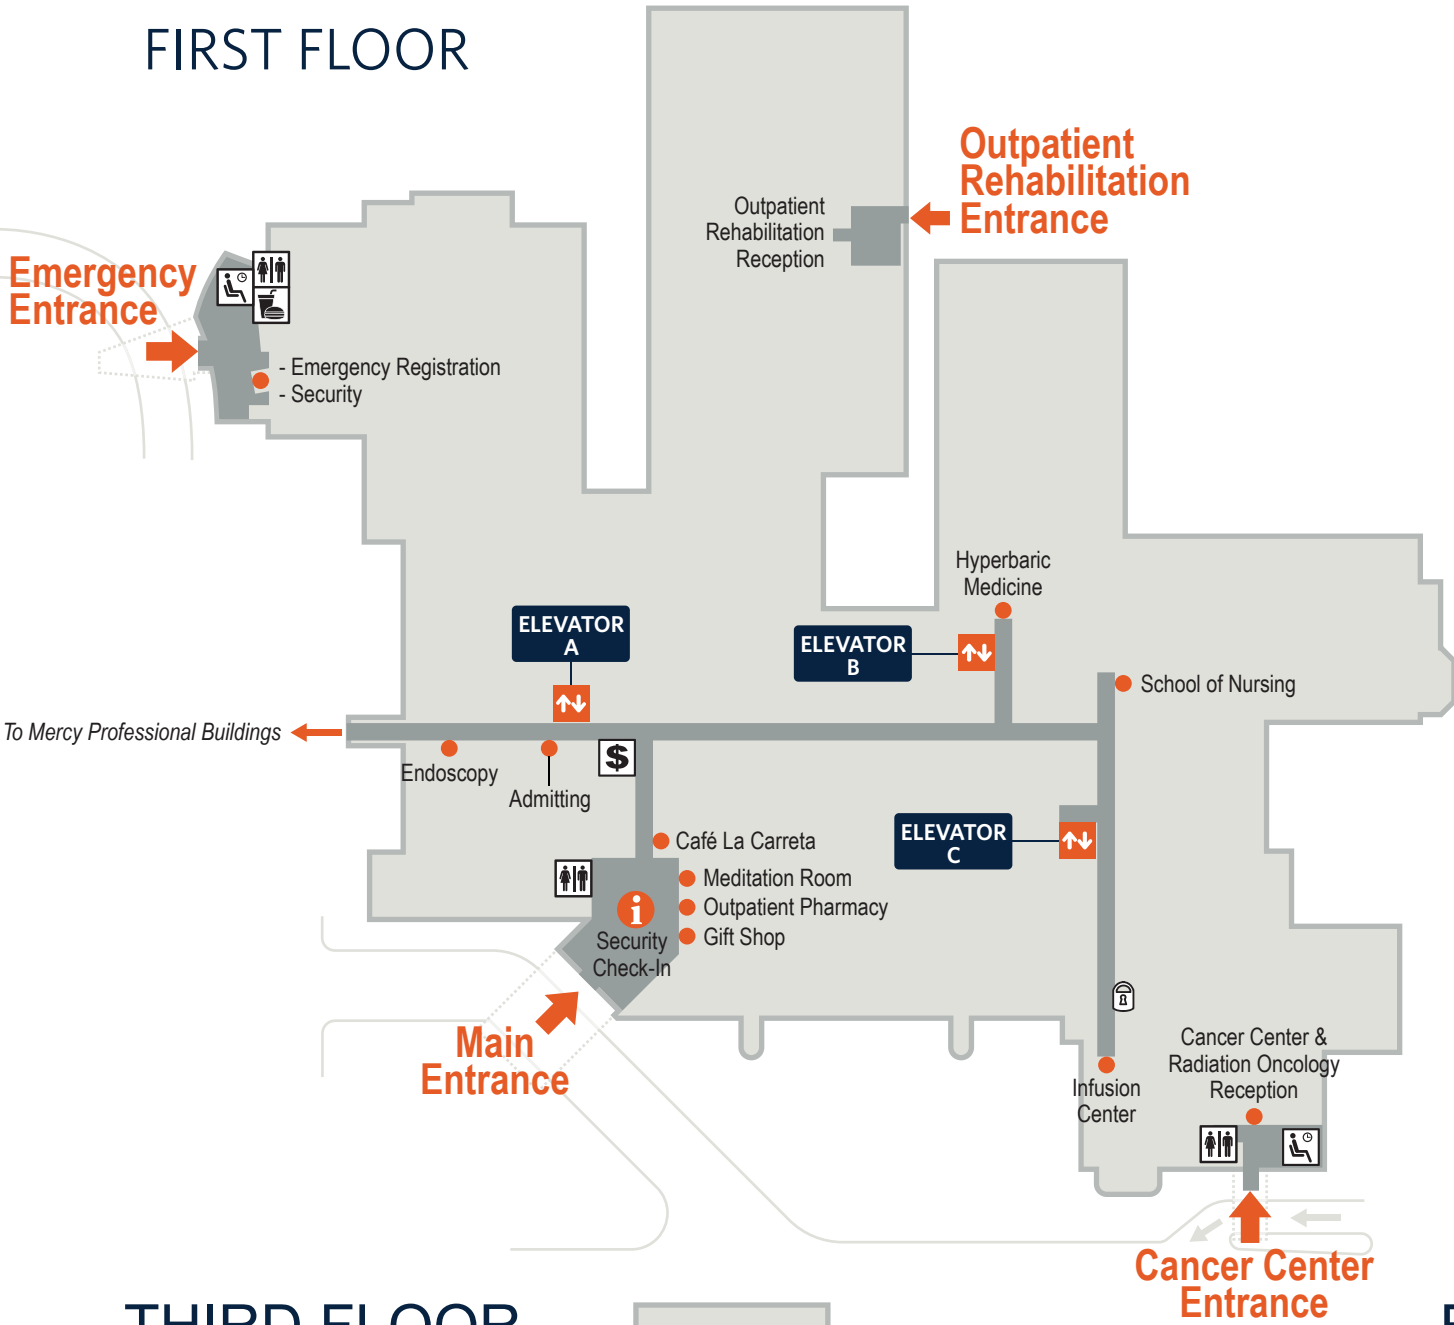 FIRST FLOOR
Outpatient
Rehabilitation
Entrance
Outpatient
Rehabilitation
Reception
Emergency
Entrance
- Emergency Registration
- Security
Hyperbaric
Medicine
ELEVATOR
A
ELEVATOR
B
School of Nursing
To Mercy Professional Buildings
$
Endoscopy
Admitting
Café La Carreta
ELEVATOR
C
Meditation Room
Outpatient Pharmacy
Gift Shop
i
Security
Check-In
Main
Entrance
Infusion
Center
Cancer Center &
Radiation Oncology
Reception
Cancer Center
Entrance
THIRD FLOOR